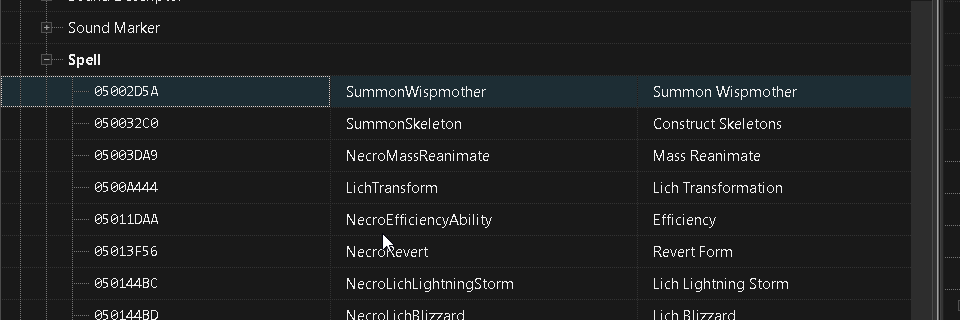 Sound Marker
Spell
05002D5A SummonWispmother Summon Wispmother
050032C0 SummonSkeleton Construct Skeletons
05003DA9 NecroMassReanimate Mass Reanimate
0500A444 LichTransform Lich Transformation
05011DAA NecroEfficiencyAbility Efficiency
05013F56 NecroRevert Revert Form
050144BC NecroLichLightningStorm Lich Lightning Storm
050144BD NecroLichBlizzard Lich Blizzard